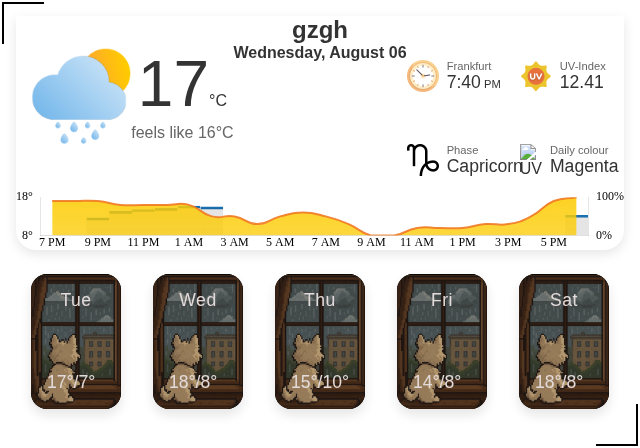 gzgh
Wednesday, August 06
17 °C
feels like 16°C
Frankfurt
7:40 PM
UV
UV-Index
12.41
Phase
Capricorn
UV
Daily colour
Magenta
18° 100%
8° 0%
7 PM 9 PM 11 PM 1 AM 3 AM 5 AM 7 AM 9 AM 11 AM 1 PM 3 PM 5 PM
Tue Wed Thu Fri Sat
17°/7° 18°/8° 15°/10° 14°/8° 18°/8°